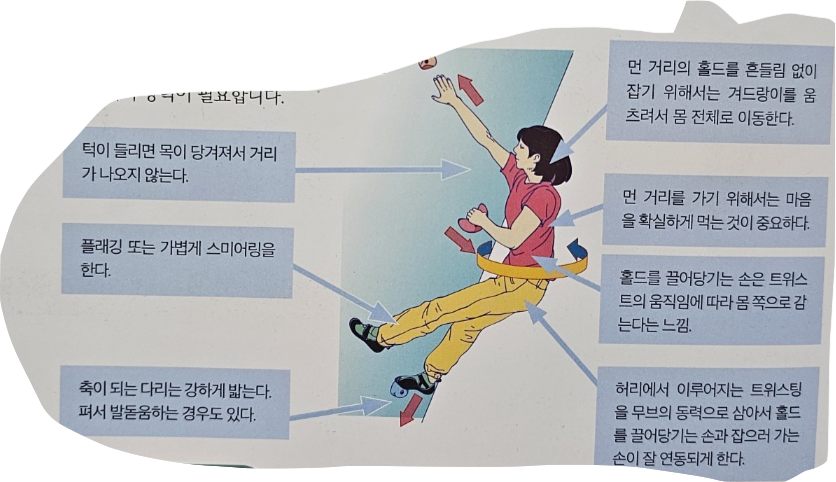 필요합니다.
턱이 들리면 목이 당겨져서 거리
가 나오지 않는다.
플래깅 또는 가볍게 스미어링을
한다.
축이 되는 다리는 강하게 밟는다.
펴서 발돋움하는 경우도 있다.
먼 거리의 홀드를 흔들림 없이
잡기 위해서는 겨드랑이를 움
츠려서 몸 전체로 이동한다.
먼 거리를 가기 위해서는 마음
을 확실하게 먹는 것이 중요하다.
홀드를 끌어당기는 손은 트위스
트의 움직임에 따라 몸 쪽으로 감
는다는 느낌.
허리에서 이루어지는 트위스팅
을 무브의 동력으로 삼아서 홀드
를 끌어당기는 손과 잡으러 가는
손이 잘 연동되게 한다.